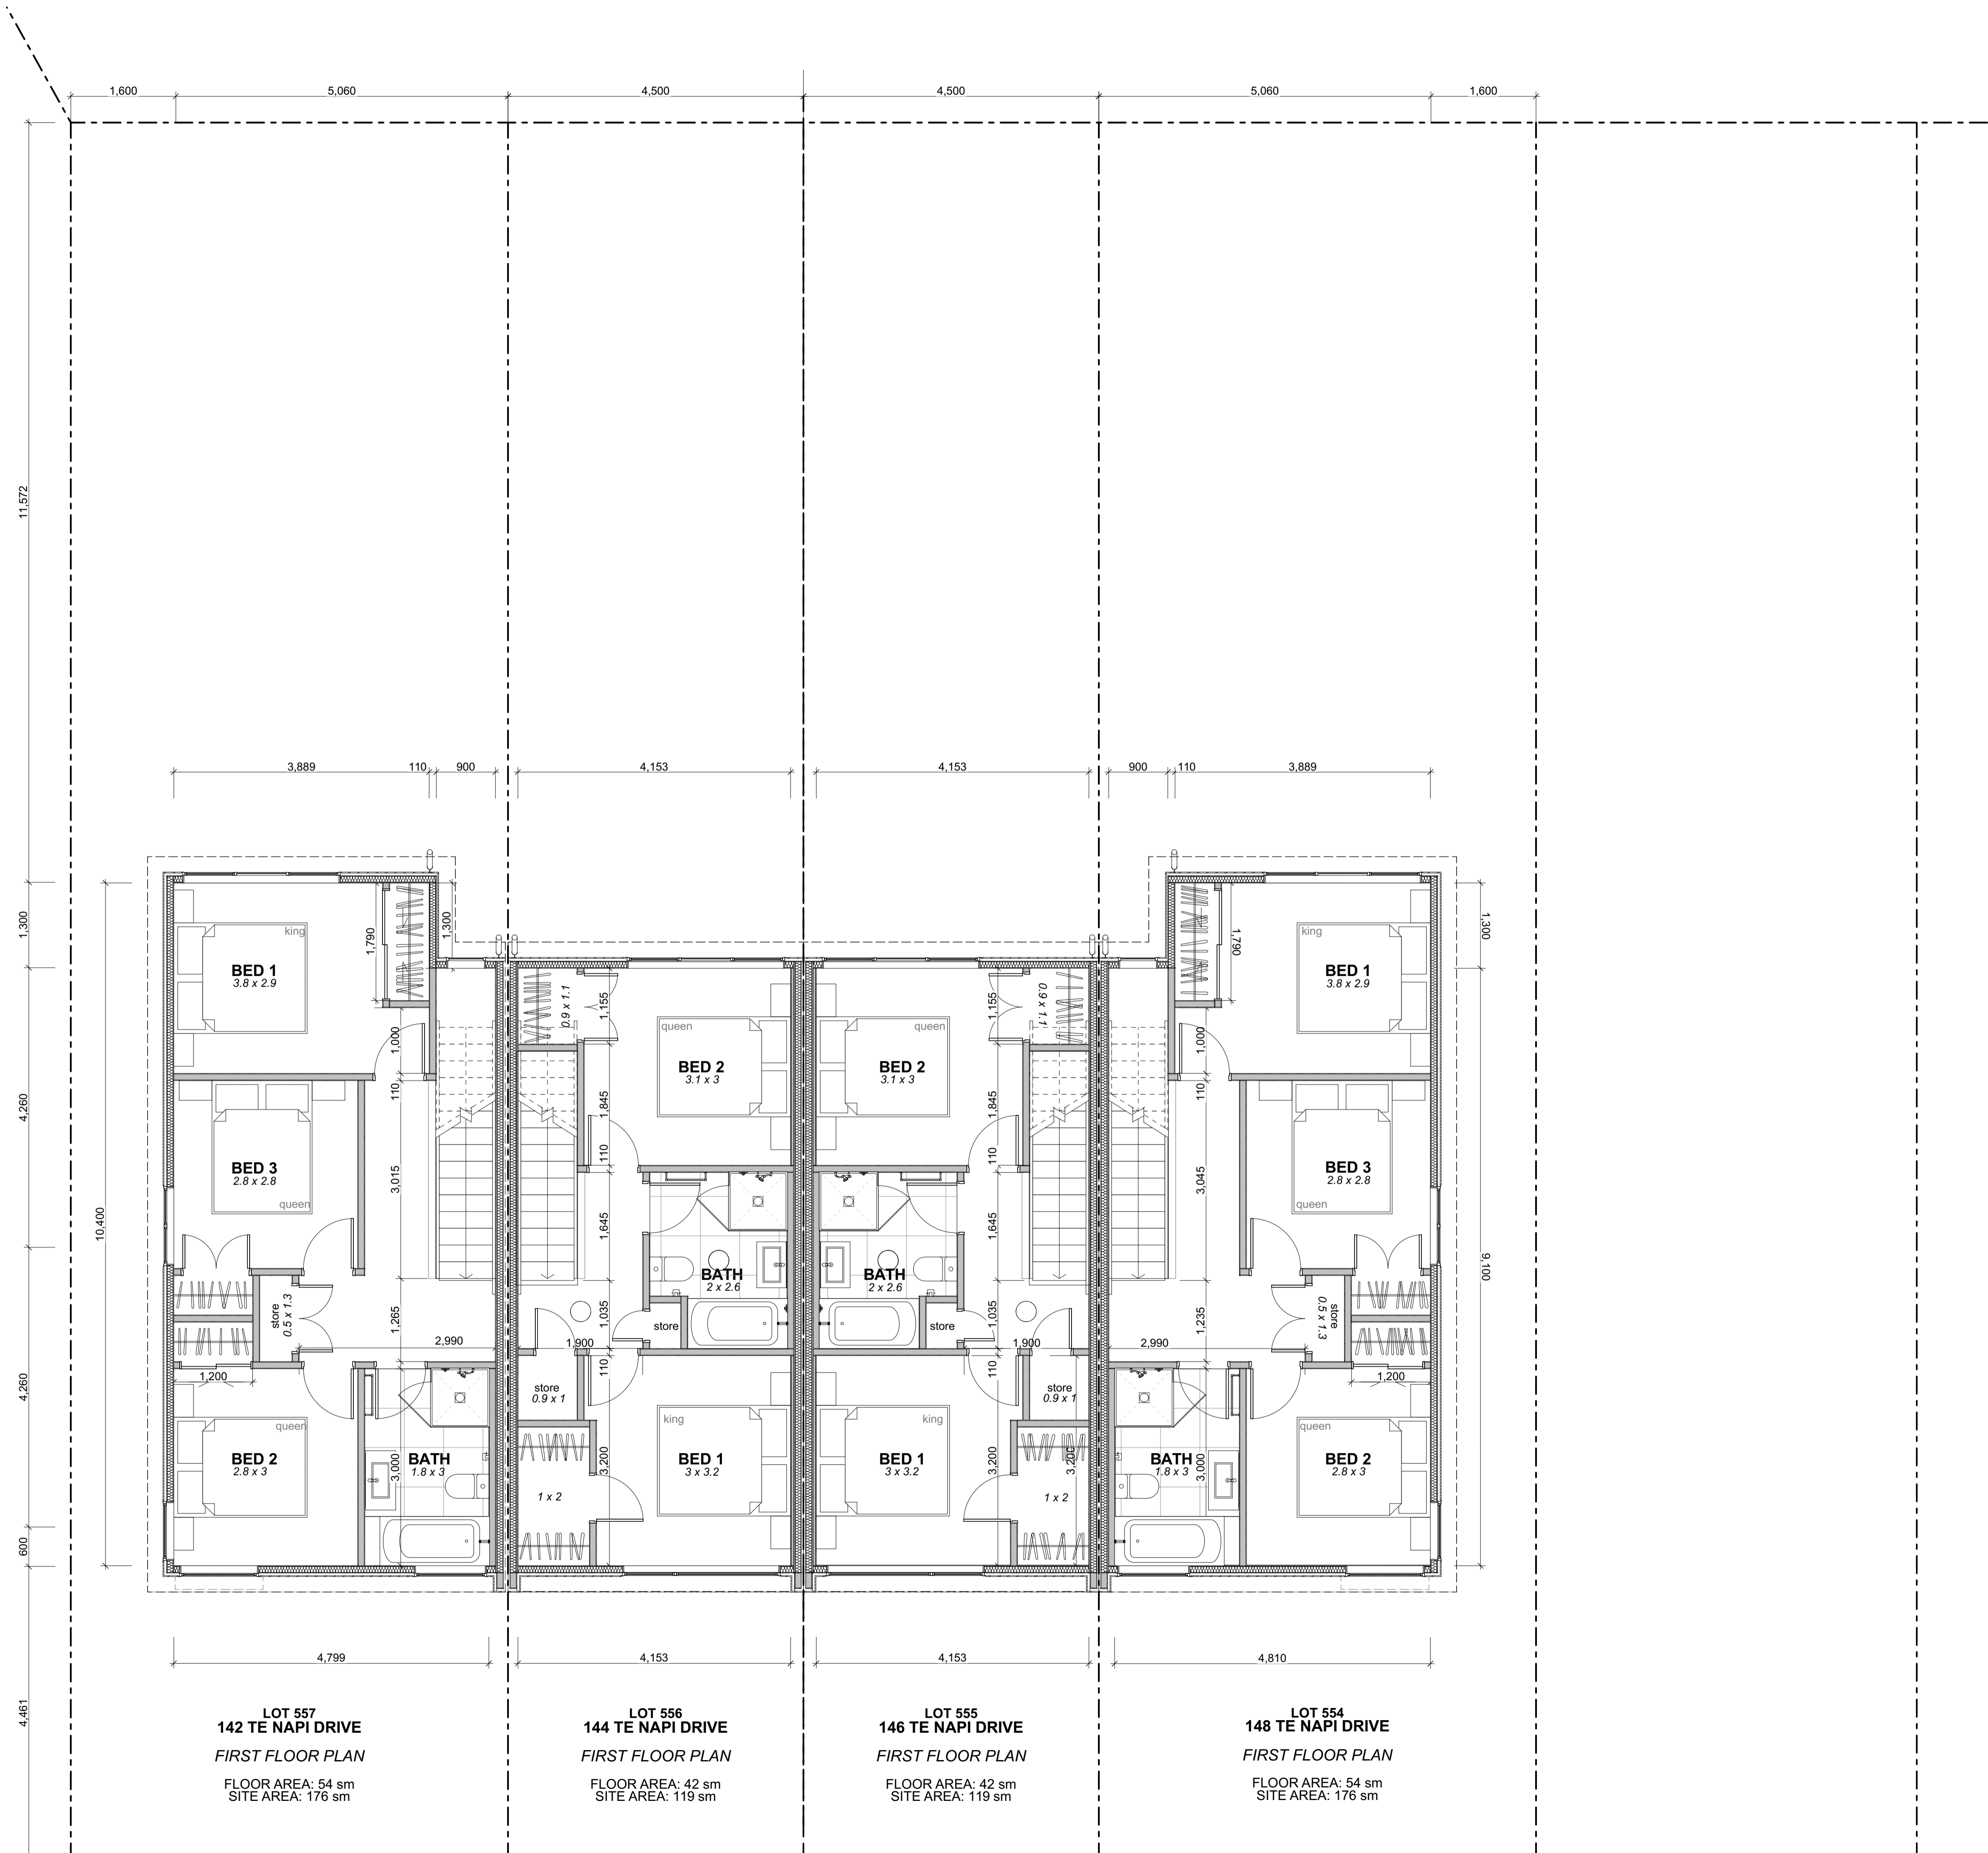 1,600
5,060
4,500
4,500
5,060
1,600
11,572
1,300
4,260
4,260
600
4,461
10,400
3,889
110
900
4,153
4,153
900
110
3,889
1,300
9,100
king
BED 1
3.8 x 2.9
1,790
1,300
1,000
110
BED 3
2.8 x 2.8
queen
3,015
store
0.5 x 1.3
1,265
2,990
1,200
queen
BED 2
2.8 x 3
BATH
1.8 x 3
3,000
0.9 x 1.1
1,155
queen
BED 2
3.1 x 3
1,845
110
1,645
BATH
2 x 2.6
1,035
store
1,900
110
store
0.9 x 1
king
BED 1
3 x 3.2
3,200
1 x 2
queen
BED 2
3.1 x 3
1,155
0.9 x 1.1
1,845
110
1,645
BATH
2 x 2.6
1,035
store
1,900
110
store
0.9 x 1
king
BED 1
3 x 3.2
3,200
3,200
1 x 2
king
BED 1
3.8 x 2.9
1,790
1,000
110
BED 3
2.8 x 2.8
queen
3,045
store
0.5 x 1.3
1,235
2,990
1,200
queen
BED 2
2.8 x 3
BATH
1.8 x 3
3,000
4,799
4,153
4,153
4,810
LOT 557
142 TE NAPI DRIVE
FIRST FLOOR PLAN
FLOOR AREA: 54 sm
SITE AREA: 176 sm
LOT 556
144 TE NAPI DRIVE
FIRST FLOOR PLAN
FLOOR AREA: 42 sm
SITE AREA: 119 sm
LOT 555
146 TE NAPI DRIVE
FIRST FLOOR PLAN
FLOOR AREA: 42 sm
SITE AREA: 119 sm
LOT 554
148 TE NAPI DRIVE
FIRST FLOOR PLAN
FLOOR AREA: 54 sm
SITE AREA: 176 sm